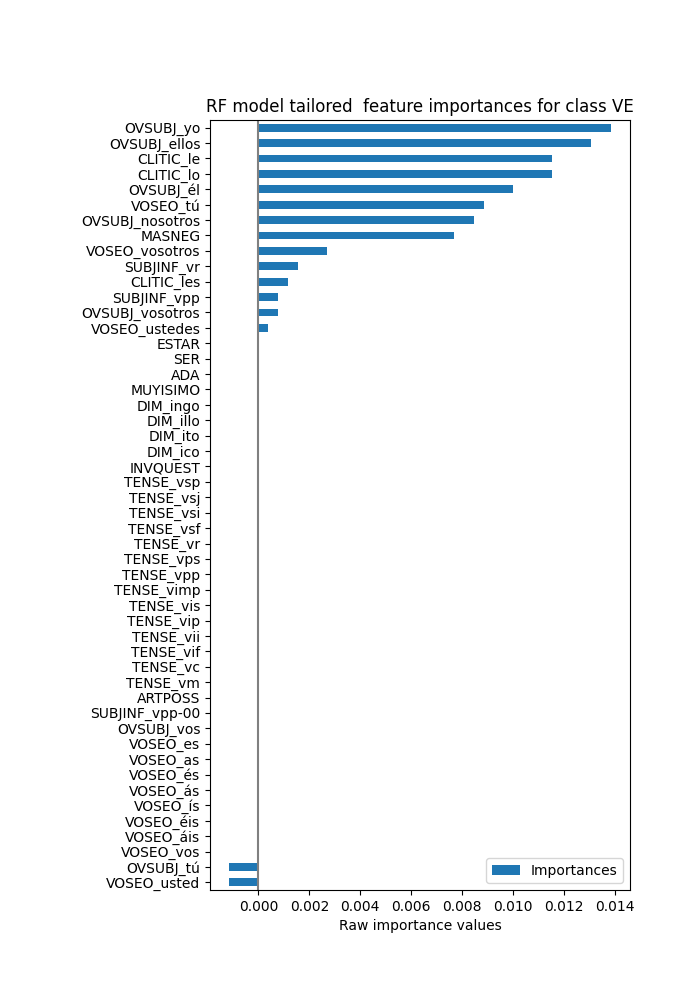 RF model tailored  feature importances for class VE
OVSUBJ_yo
OVSUBJ_ellos
CLITIC_le
CLITIC_lo
OVSUBJ_él
VOSEO_tú
OVSUBJ_nosotros
MASNEG
VOSEO_vosotros
SUBJINF_vr
CLITIC_les
SUBJINF_vpp
OVSUBJ_vosotros
VOSEO_ustedes
ESTAR
SER
ADA
MUYISIMO
DIM_ingo
DIM_illo
DIM_ito
DIM_ico
INVQUEST
TENSE_vsp
TENSE_vsj
TENSE_vsi
TENSE_vsf
TENSE_vr
TENSE_vps
TENSE_vpp
TENSE_vimp
TENSE_vis
TENSE_vip
TENSE_vii
TENSE_vif
TENSE_vc
TENSE_vm
ARTPOSS
SUBJINF_vpp-00
OVSUBJ_vos
VOSEO_es
VOSEO_as
VOSEO_és
VOSEO_ás
VOSEO_ís
VOSEO_éis
VOSEO_áis
VOSEO_vos
OVSUBJ_tú
VOSEO_usted
Importances
0.000 0.002 0.004 0.006 0.008 0.010 0.012 0.014
Raw importance values